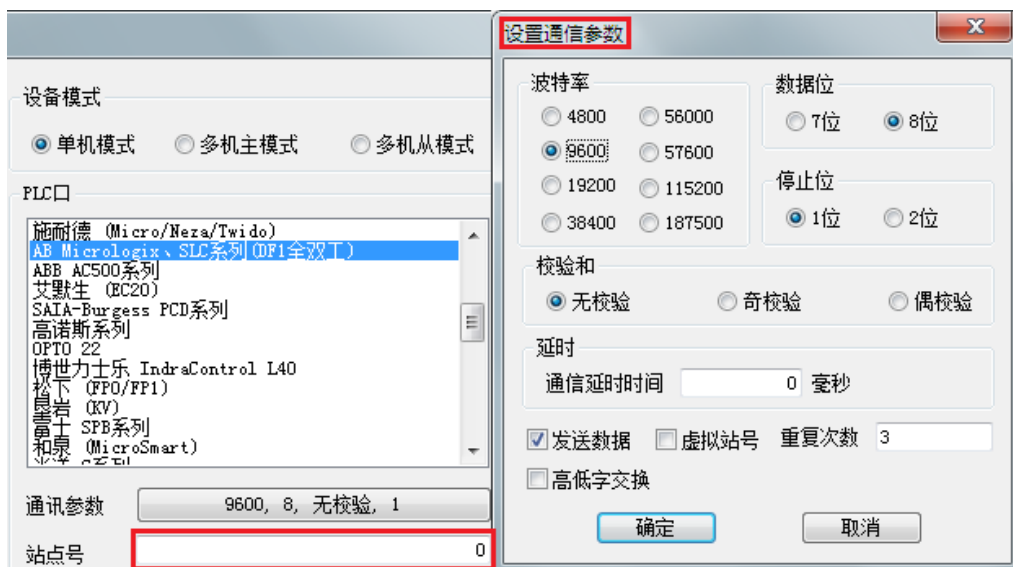 设备模式
单机模式 多机主模式 多机从模式
PLC口
施耐德 (Micro/Neza/Twido)
AB Micrologix、SLC系列(DF1全双工)
ABB AC500系列
艾默生 (EC20)
SAIA-Burgess PCD系列
高诺斯系列
OPTO 22
博世力士乐 IndraControl L40
松下 (FP0/FP1)
(KV)
富士 SPB系列
和泉 (MicroSmart)
通讯参数 9600, 8, 无校验, 1
站点号 0
设置通信参数
波特率
4800 56000
9600 57600
19200 115200
38400 187500
数据位
7位 8位
停止位
1位 2位
校验和
无校验 奇校验 偶校验
延时
通信延时时间 0 毫秒
发送数据 虚拟站号 重复次数 3
高低字交换
确定 取消